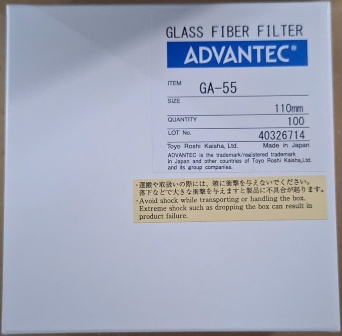 GLASS FIBER FILTER
ADVANTEC®
ITEM
GA-55
SIZE
110mm
QUANTITY
100
LOT No.
40326714
Toyo Roshi Kaisha, Ltd. Made in Japan
ADVANTEC is the trademark/registered trademark
in Japan and other countries of Toyo Roshi Kaisha,Ltd.
and its group companies.
・運搬や取扱いの際には、箱に衝撃を与えないでください。
落下などで大きな衝撃を与えますと製品に不具合が起ります。
・Avoid shock while transporting or handling the box.
Extreme shock such as dropping the box can result in
product failure.